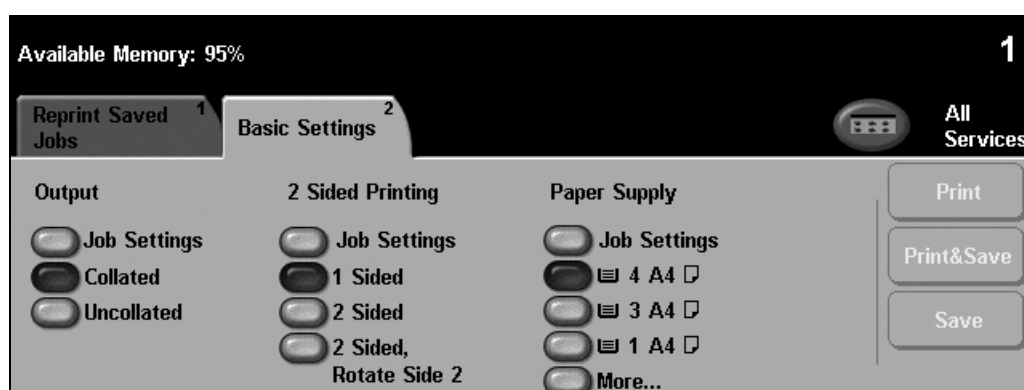 Available Memory: 95%
1
Reprint Saved
Jobs
1
Basic Settings
2
All
Services
Output
Job Settings
Collated
Uncollated
2 Sided Printing
Job Settings
1 Sided
2 Sided
2 Sided,
Rotate Side 2
Paper Supply
Job Settings
4 A4
3 A4
1 A4
More...
Print
Print&Save
Save